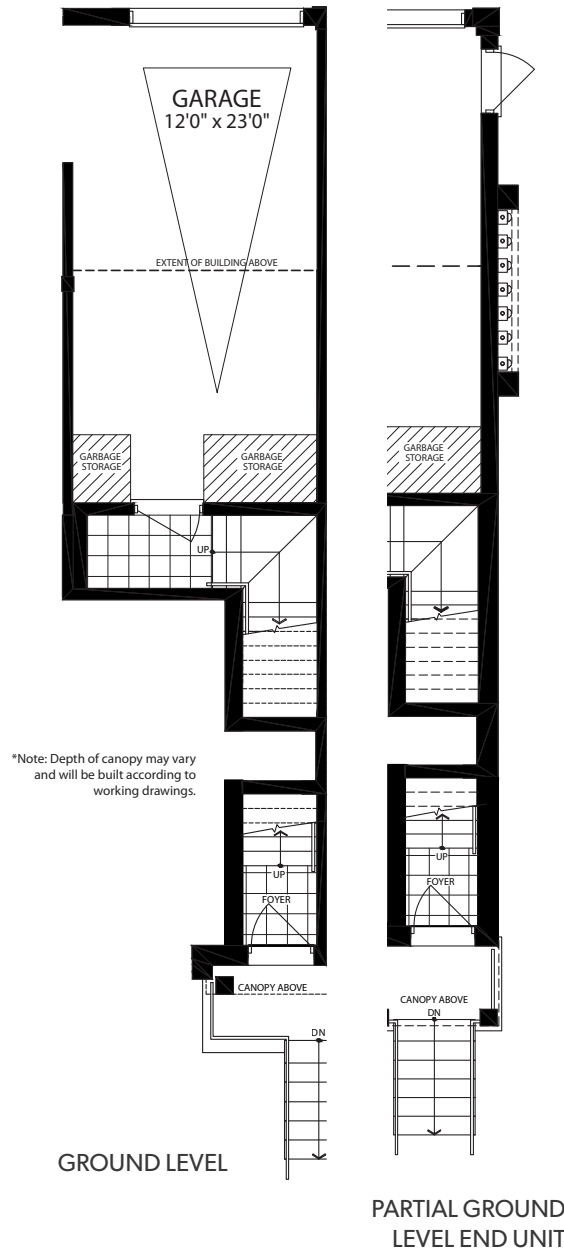 GARAGE
12'0" x 23'0"
EXTENT OF BUILDING ABOVE
GARBAGE
STORAGE
GARBAGE
STORAGE
UP
*Note: Depth of canopy may vary
and will be built according to
working drawings.
UP
FOYER
CANOPY ABOVE
DN
GROUND LEVEL
GARBAGE
STORAGE
UP
FOYER
CANOPY ABOVE
DN
PARTIAL GROUND
LEVEL END UNIT